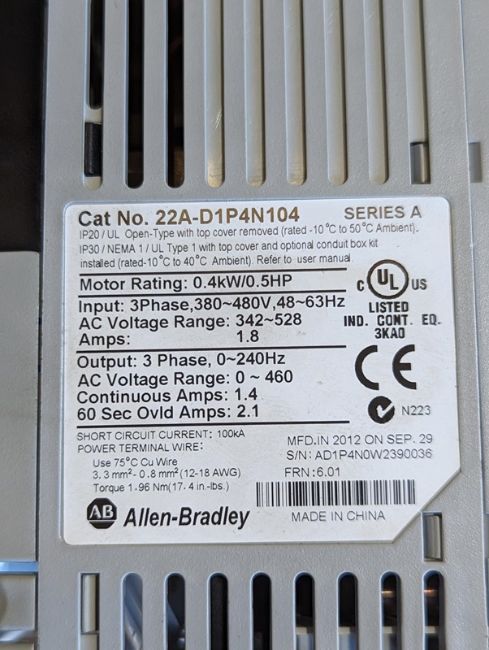 Cat No. 22A-D1P4N104 SERIES A
IP20 / UL Open-Type with top cover removed (rated -10°C to 50°C Ambient).
IP30 / NEMA 1 / UL Type 1 with top cover and optional conduit box kit
installed (rated-10°C to 40°C Ambient). Refer to user manual.
Motor Rating: 0.4kW/0.5HP
Input: 3Phase,380~480V,48~63Hz
AC Voltage Range: 342~528
Amps: 1.8
C UL US
LISTED
IND. CONT. EQ.
3KA0
Output: 3 Phase, 0~240Hz
AC Voltage Range: 0 ~ 460
Continuous Amps: 1.4
60 Sec Ovld Amps: 2.1
CE
N223
SHORT CIRCUIT CURRENT: 100kA
POWER TERMINAL WIRE:
Use 75°C Cu Wire
3.3 mm²- 0.8 mm² (12-18 AWG)
Torque 1.96 Nm(17.4 in.-lbs.)
MFD.IN 2012 ON SEP. 29
S/N: AD1P4N0W2390036
FRN:6.01
AB Allen-Bradley
MADE IN CHINA